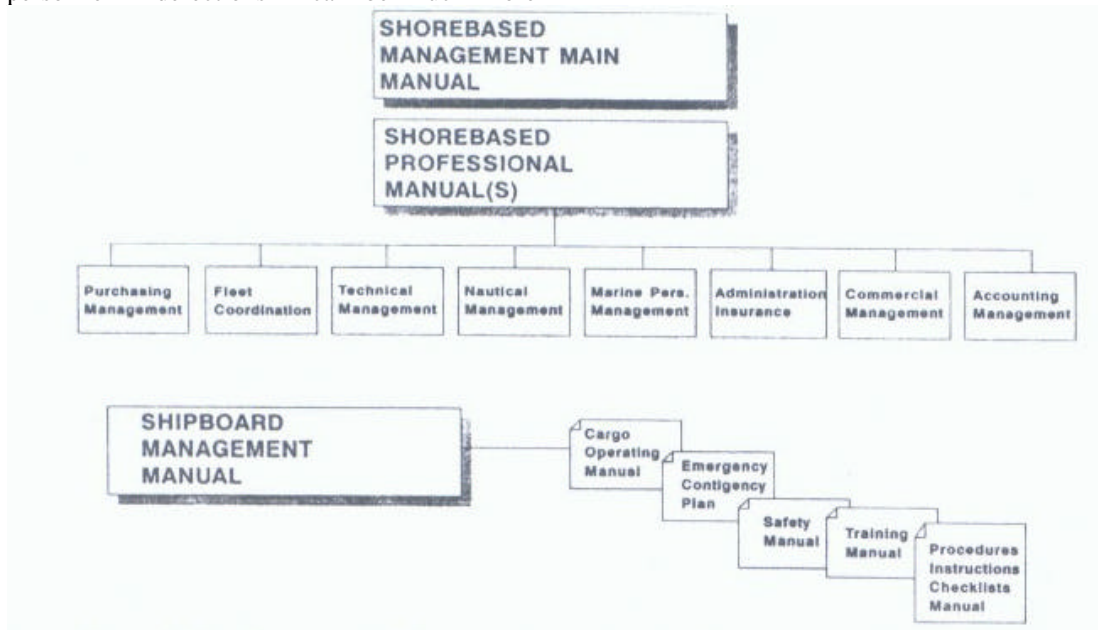 SHOREBASED
MANAGEMENT MAIN
MANUAL
SHOREBASED
PROFESSIONAL
MANUAL(S)
Purchasing
Management
Fleet
Coordination
Technical
Management
Nautical
Management
Marine Pers.
Management
Administration
Insurance
Commercial
Management
Accounting
Management
SHIPBOARD
MANAGEMENT
MANUAL
Cargo
Operating
Manual
Emergency
Contigency
Plan
Safety
Manual
Training
Manual
Procedures
Instructions
Checklists
Manual